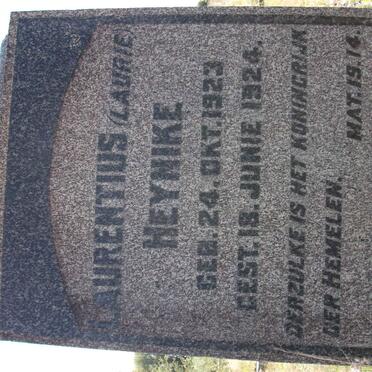 LAURENTIUS (LAURIE)
HEYMIKE
GEB. 24. OKT. 1923
GEST. 18. JUNIE 1924.
DERZULKE IS HET KONINGRIJK
DER HEMELEN.
MAT. 19. 14.